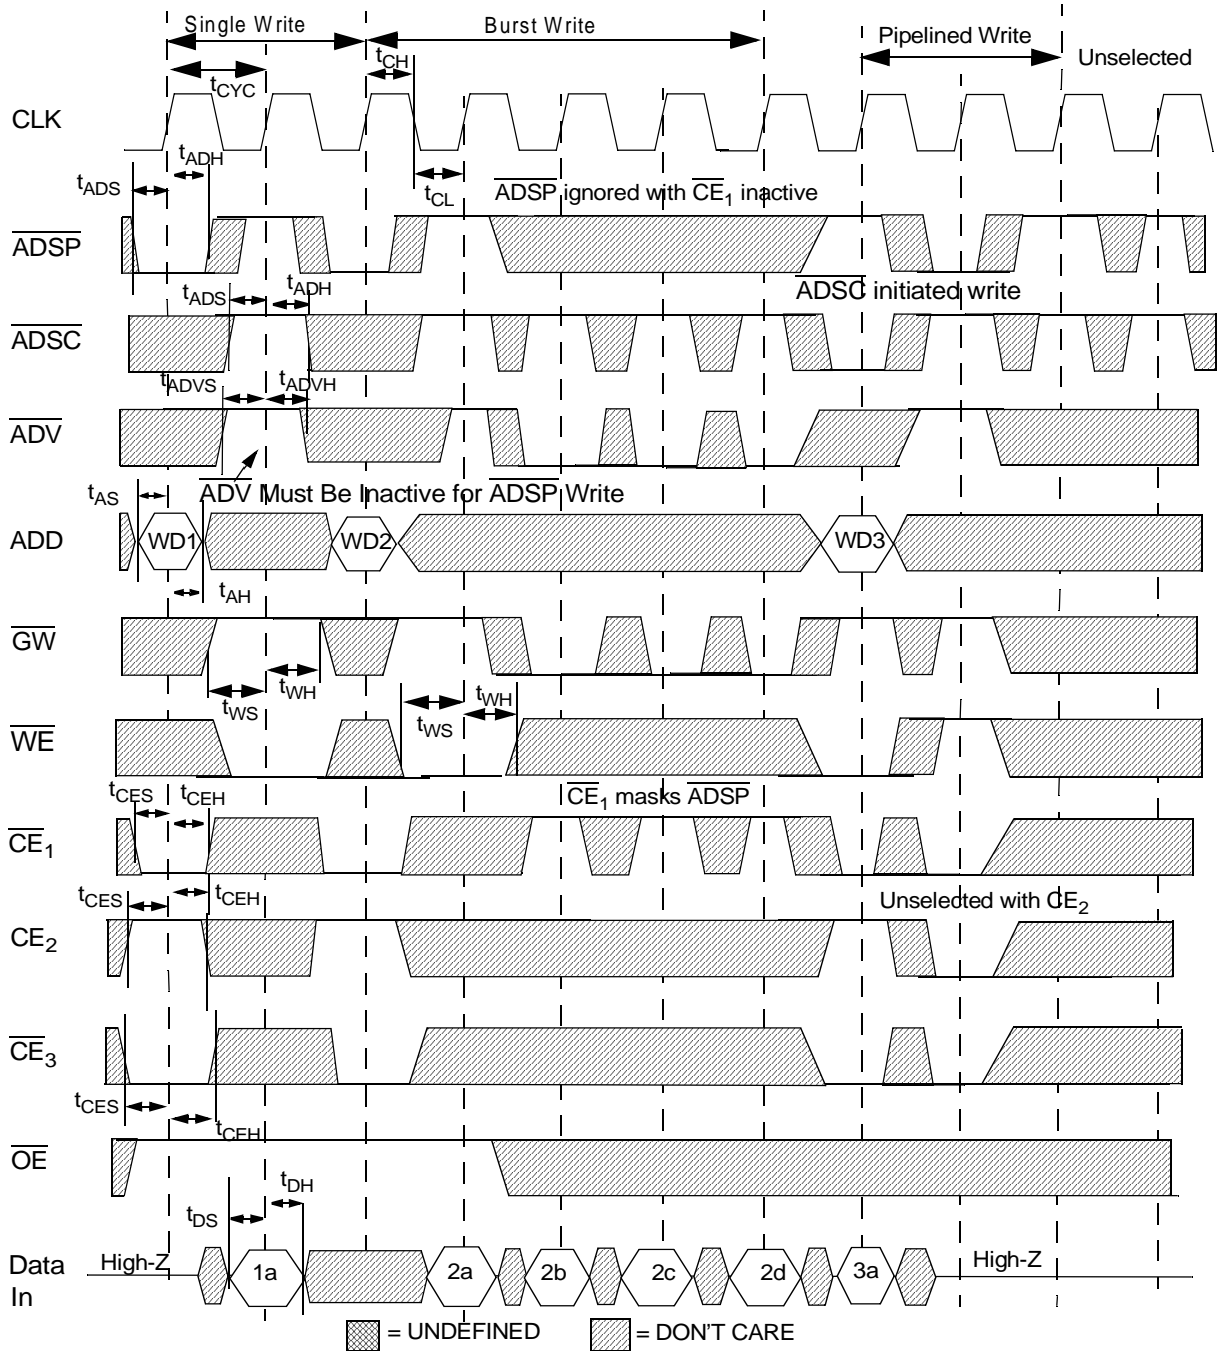 Single Write
Burst Write
Pipelined Write
Unselected
tCH
tCYC
CLK
tADH
tADS
tCL
ADSP ignored with CE1 inactive
ADSP
tADS
tADH
ADSC initiated write
ADSC
tADVS
tADVH
ADV
ADV Must Be Inactive for ADSP Write
tAS
ADD
WD1
WD2
WD3
tAH
GW
tWS
tWH
tWS
tWH
WE
tCES
tCEH
CE1 masks ADSP
CE1
tCES
tCEH
Unselected with CE2
CE2
CE3
tCES
tCEH
OE
tDH
tDS
Data
In
High-Z
1a
2a
2b
2c
2d
3a
High-Z
= UNDEFINED
= DON'T CARE